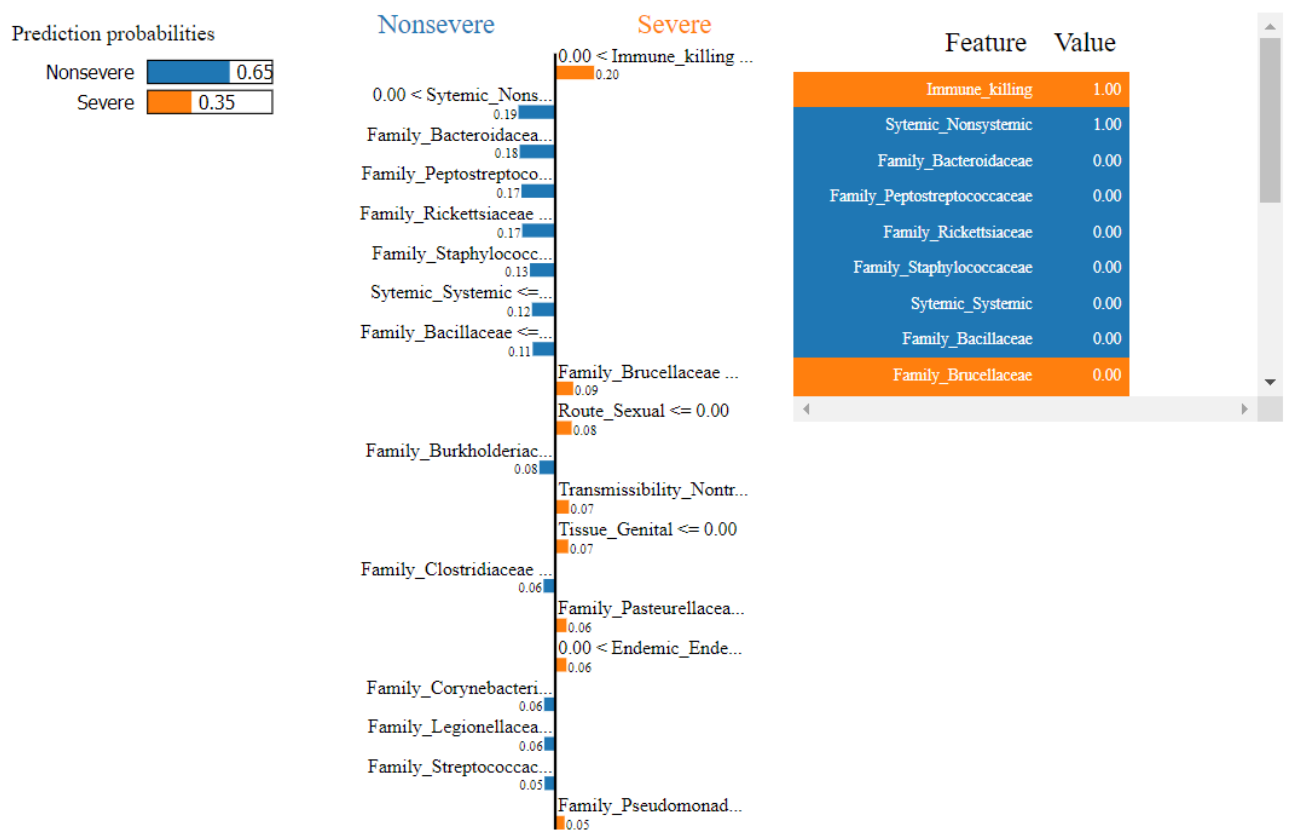 Prediction probabilities
Nonsevere 0.65
Severe 0.35
Nonsevere Severe
0.00 < Immune_killing ...
0.20
0.00 < Sytemic_Nons...
0.19
Family_Bacteroidacea...
0.18
Family_Peptostreptoco...
0.17
Family_Rickettsiaceae ...
0.17
Family_Staphylococc...
0.13
Sytemic_Systemic <=...
0.12
Family_Bacillaceae <=...
0.11
Family_Brucellaceae ...
0.09
Route_Sexual <= 0.00
0.08
Family_Burkholderiac...
0.08
Transmissibility_Nontr...
0.07
Tissue_Genital <= 0.00
0.07
Family_Clostridiaceae ...
0.06
Family_Pasteurellacea...
0.06
0.00 < Endemic_Ende...
0.06
Family_Corynebacteri...
0.06
Family_Legionellacea...
0.06
Family_Streptococcac...
0.05
Family_Pseudomonad...
0.05
Feature Value
Immune_killing 1.00
Sytemic_Nonsystemic 1.00
Family_Bacteroidaceae 0.00
Family_Peptostreptococcaceae 0.00
Family_Rickettsiaceae 0.00
Family_Staphylococcaceae 0.00
Sytemic_Systemic 0.00
Family_Bacillaceae 0.00
Family_Brucellaceae 0.00